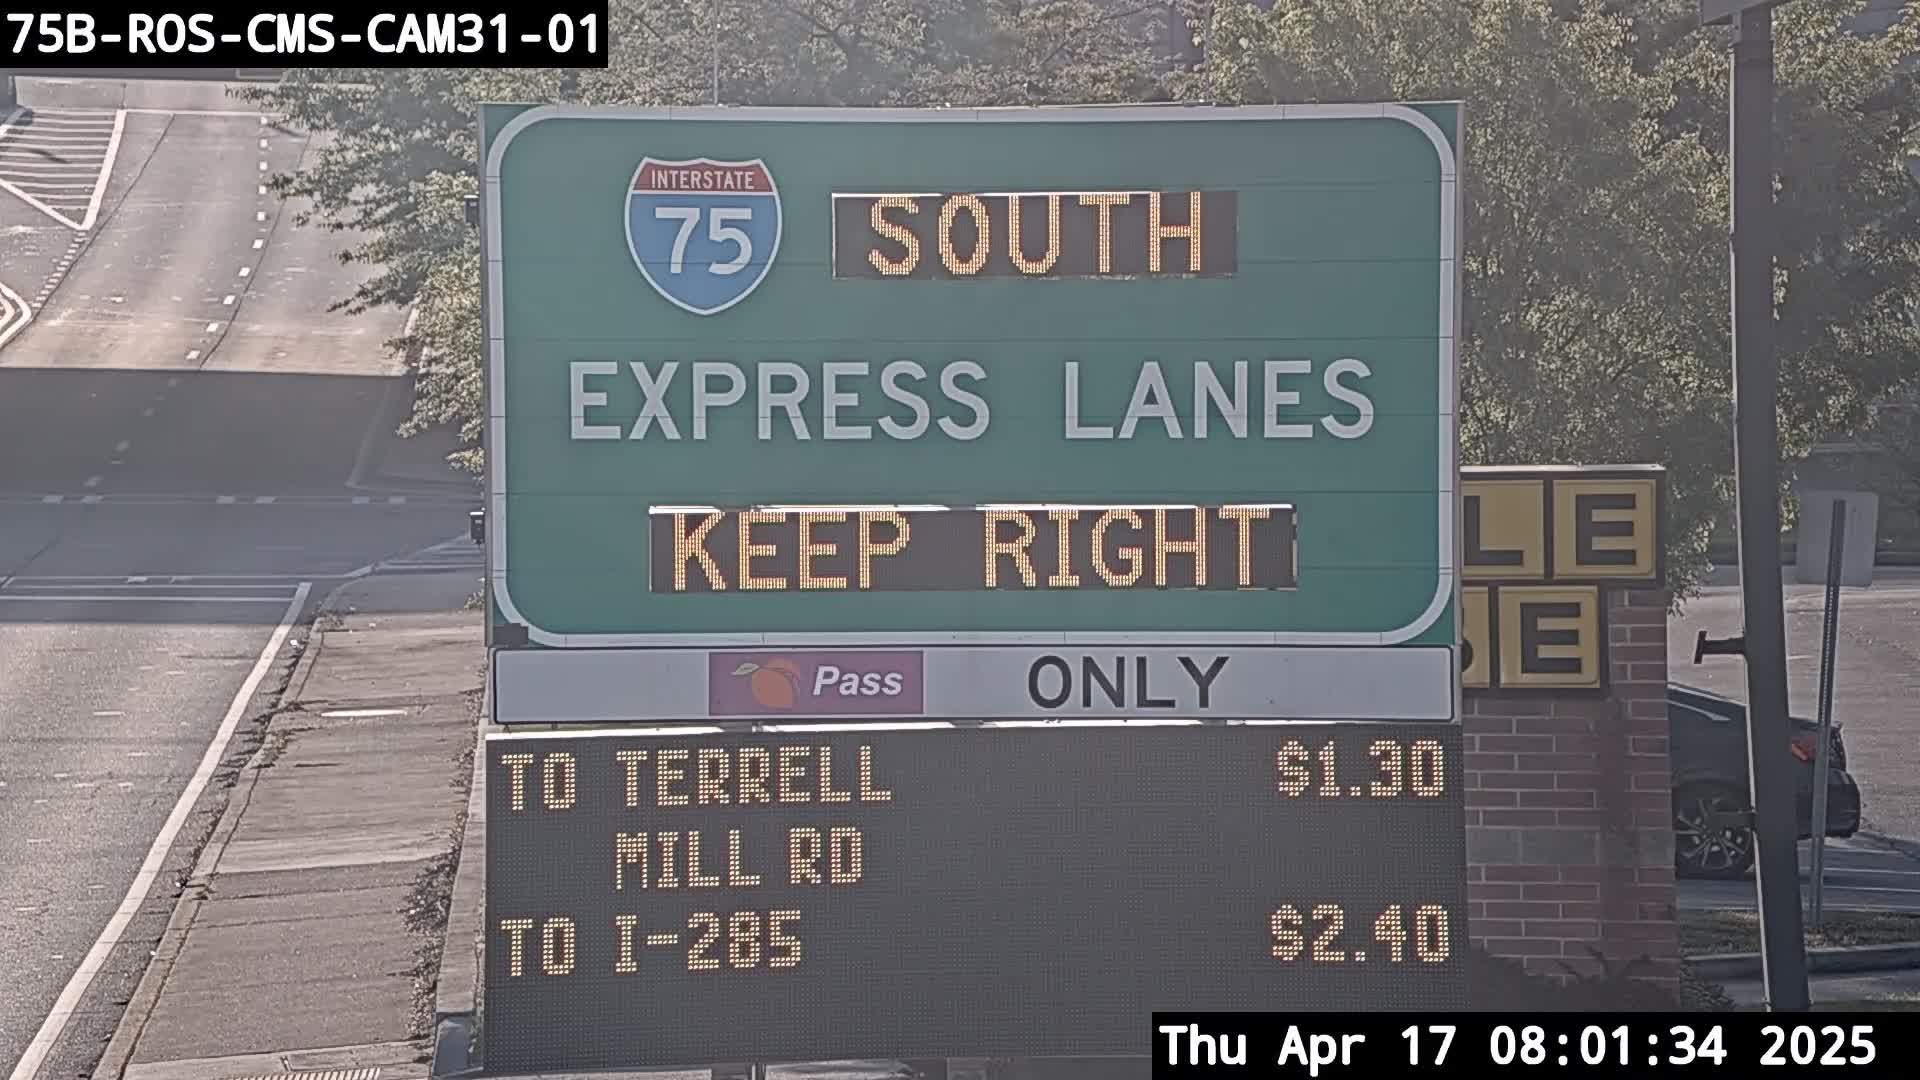 75B-ROS-CMS-CAM31-01
INTERSTATE
75
SOUTH
EXPRESS LANES
KEEP RIGHT
Pass ONLY
TO TERRELL $1.30
MILL RD
TO I-285 $2.40
LE
E
Thu Apr 17 08:01:34 2025